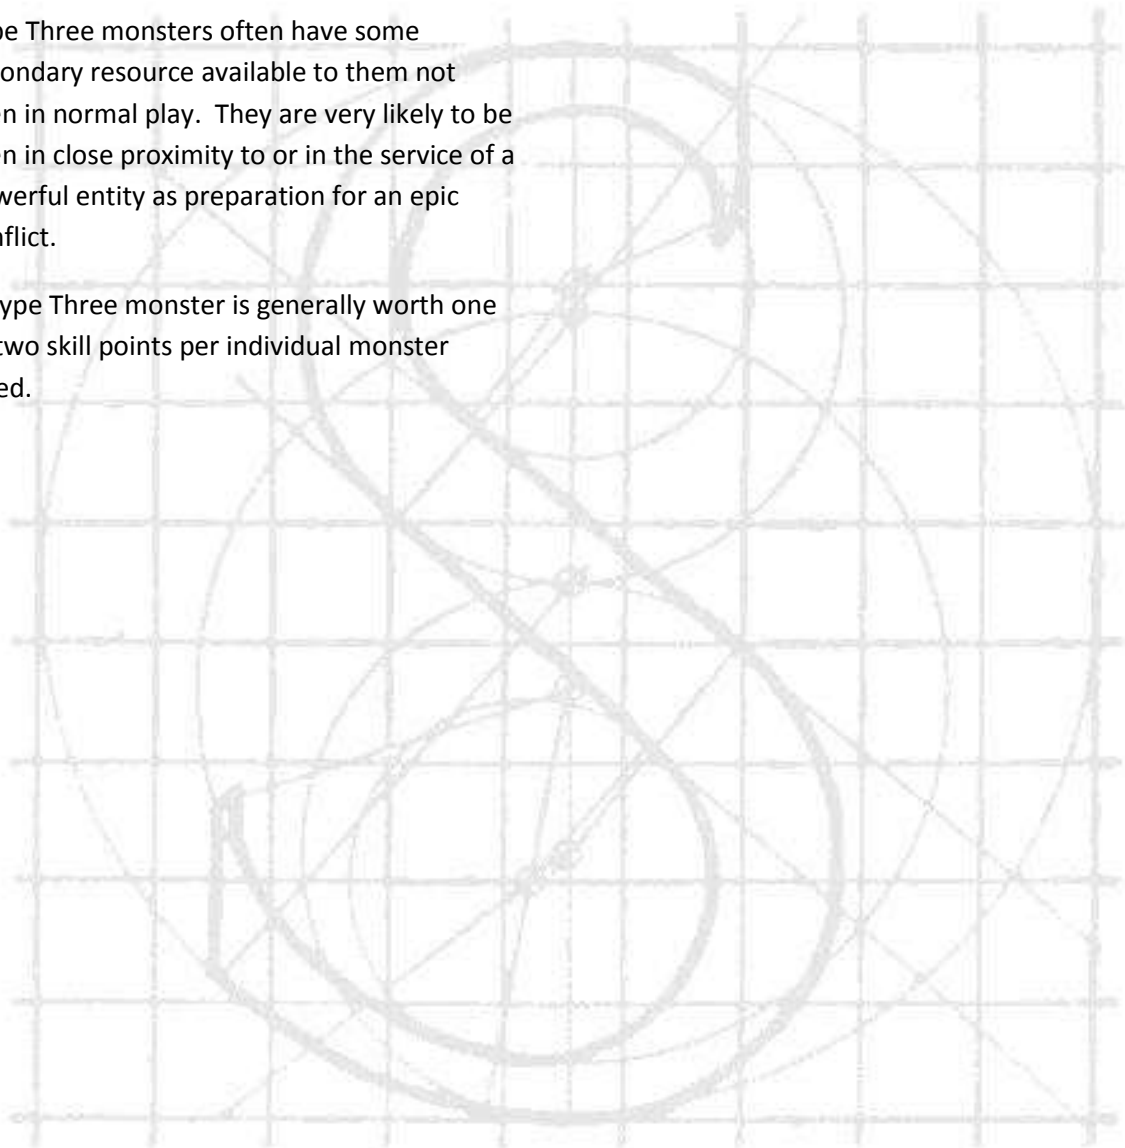 pe Three monsters often have some
ondary resource available to them not
en in normal play. They are very likely to be
en in close proximity to or in the service of a
werful entity as preparation for an epic
nflict.
ype Three monster is generally worth one
two skill points per individual monster
ed.